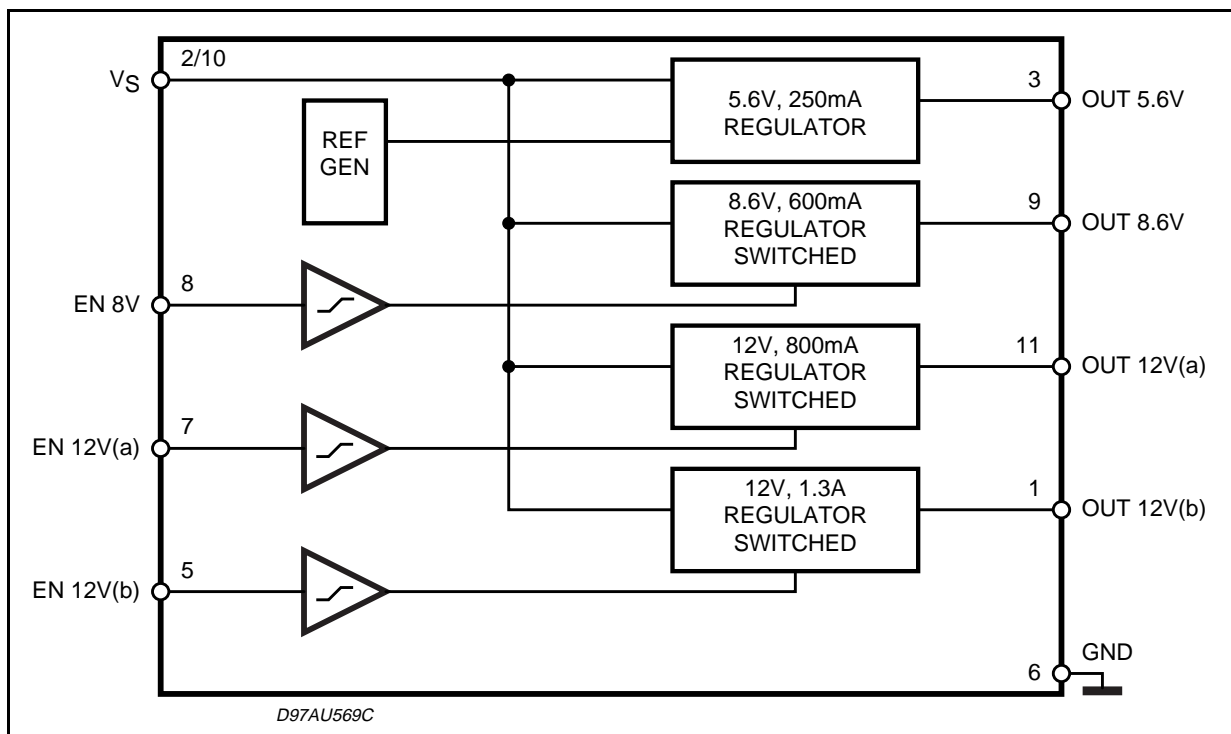 2/10
VS
5.6V, 250mA
REGULATOR
3
OUT 5.6V
REF
GEN
8.6V, 600mA
REGULATOR
SWITCHED
9
OUT 8.6V
8
EN 8V
12V, 800mA
REGULATOR
SWITCHED
11
OUT 12V(a)
7
EN 12V(a)
12V, 1.3A
REGULATOR
SWITCHED
1
OUT 12V(b)
5
EN 12V(b)
GND
6
D97AU569C